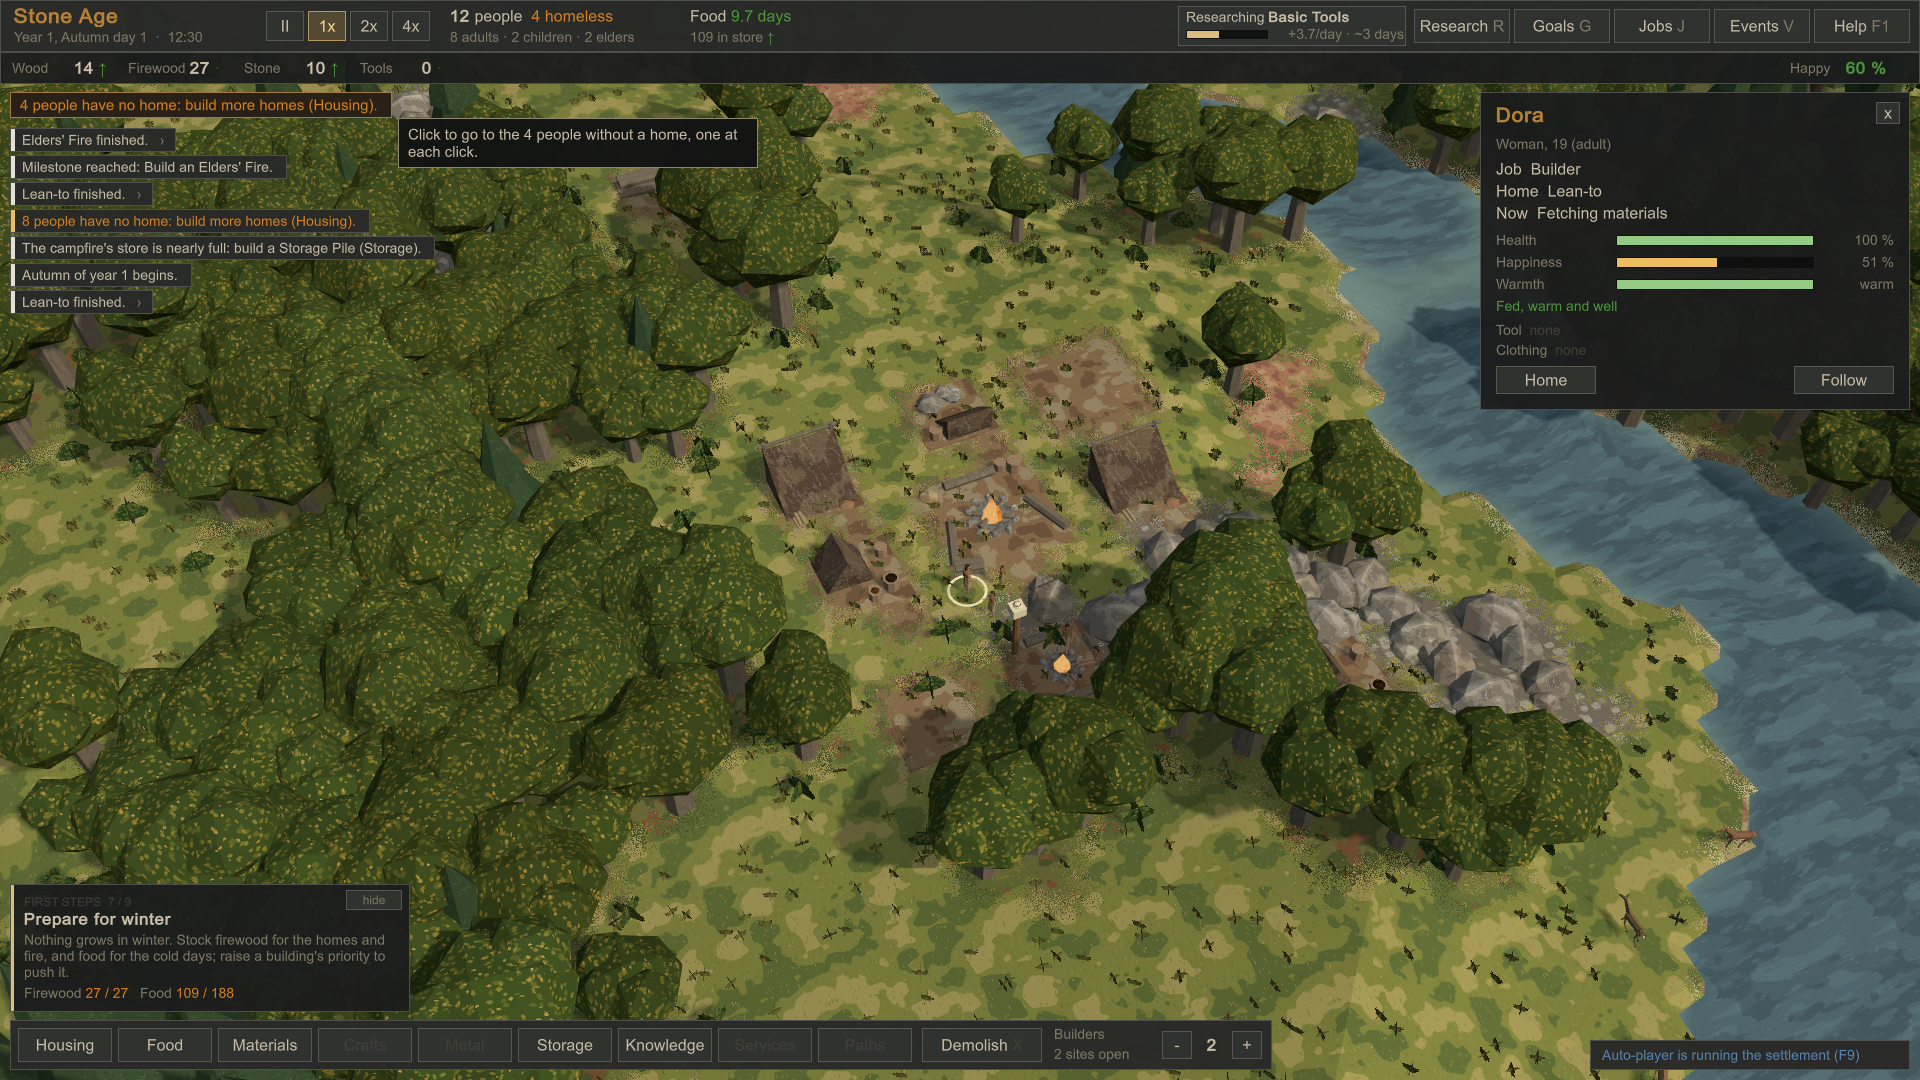 Stone Age
Year 1, Autumn day 1 · 12:30
II
1x
2x
4x
12 people 4 homeless
8 adults · 2 children · 2 elders
Food 9.7 days
109 in store ↑
Researching Basic Tools
+3.7/day · ~3 days
Research R
Goals G
Jobs J
Events V
Help F1
Wood 14 ↑ Firewood 27 Stone 10 ↑ Tools 0
Happy 60 %
4 people have no home: build more homes (Housing).
Click to go to the 4 people without a home, one at
each click.
Elders' Fire finished. ›
Milestone reached: Build an Elders' Fire.
Lean-to finished. ›
8 people have no home: build more homes (Housing).
The campfire's store is nearly full: build a Storage Pile (Storage).
Autumn of year 1 begins.
Lean-to finished. ›
Dora
x
Woman, 19 (adult)
Job Builder
Home Lean-to
Now Fetching materials
Health 100 %
Happiness 51 %
Warmth warm
Fed, warm and well
Tool none
Clothing none
Home
Follow
FIRST STEPS 7 / 9
hide
Prepare for winter
Nothing grows in winter. Stock firewood for the homes and
fire, and food for the cold days; raise a building's priority to
push it.
Firewood 27 / 27 Food 109 / 188
Housing
Food
Materials
Crafts
Metal
Storage
Knowledge
Services
Paths
Demolish X
Builders
2 sites open
-
2
+
Auto-player is running the settlement (F9)